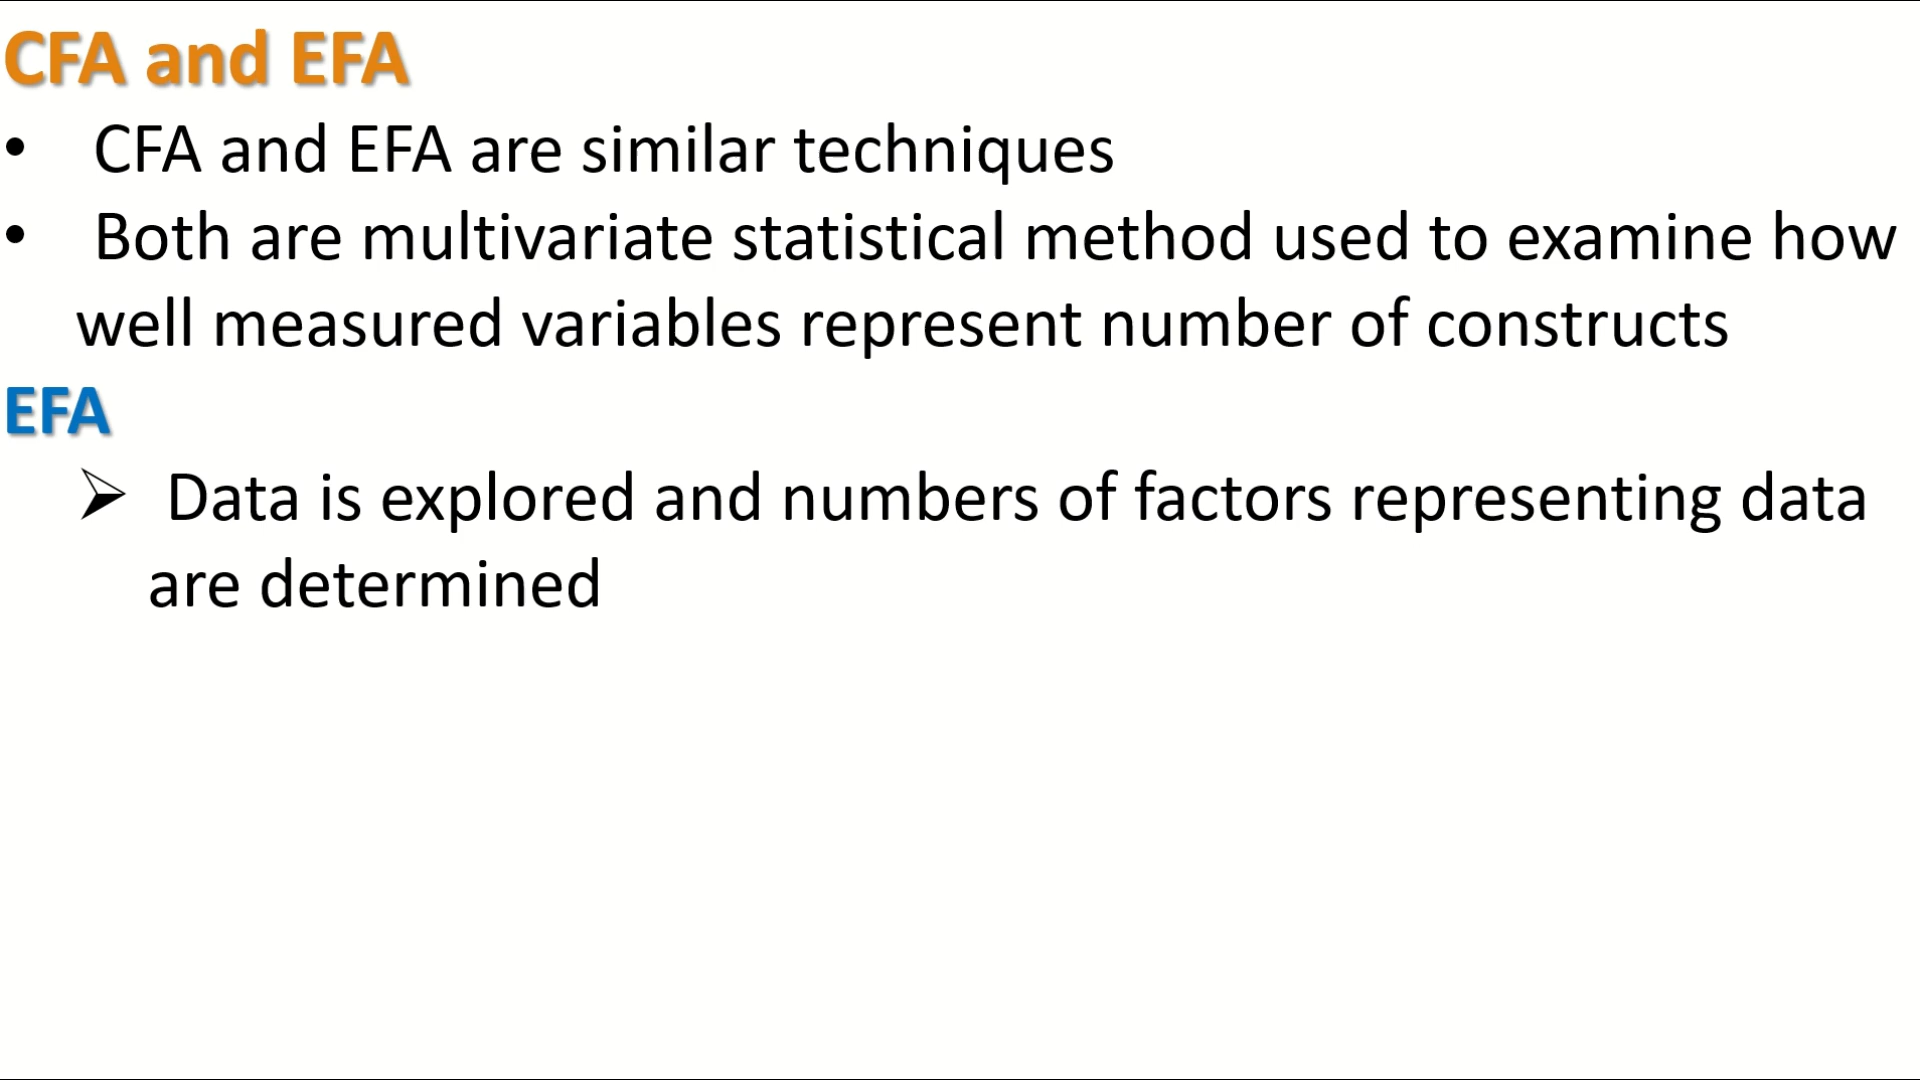 CFA and EFA
• CFA and EFA are similar techniques
• Both are multivariate statistical method used to examine how
well measured variables represent number of constructs
EFA
➢ Data is explored and numbers of factors representing data
are determined